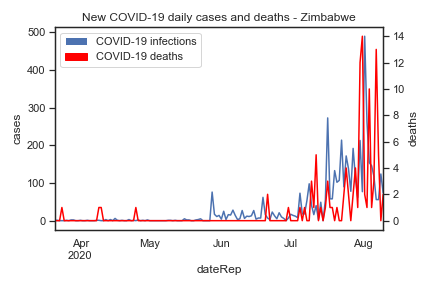 New COVID-19 daily cases and deaths - Zimbabwe
COVID-19 infections
COVID-19 deaths
cases
500
400
300
200
100
0
deaths
14
12
10
8
6
4
2
0
Apr
2020
May
Jun
Jul
Aug
dateRep